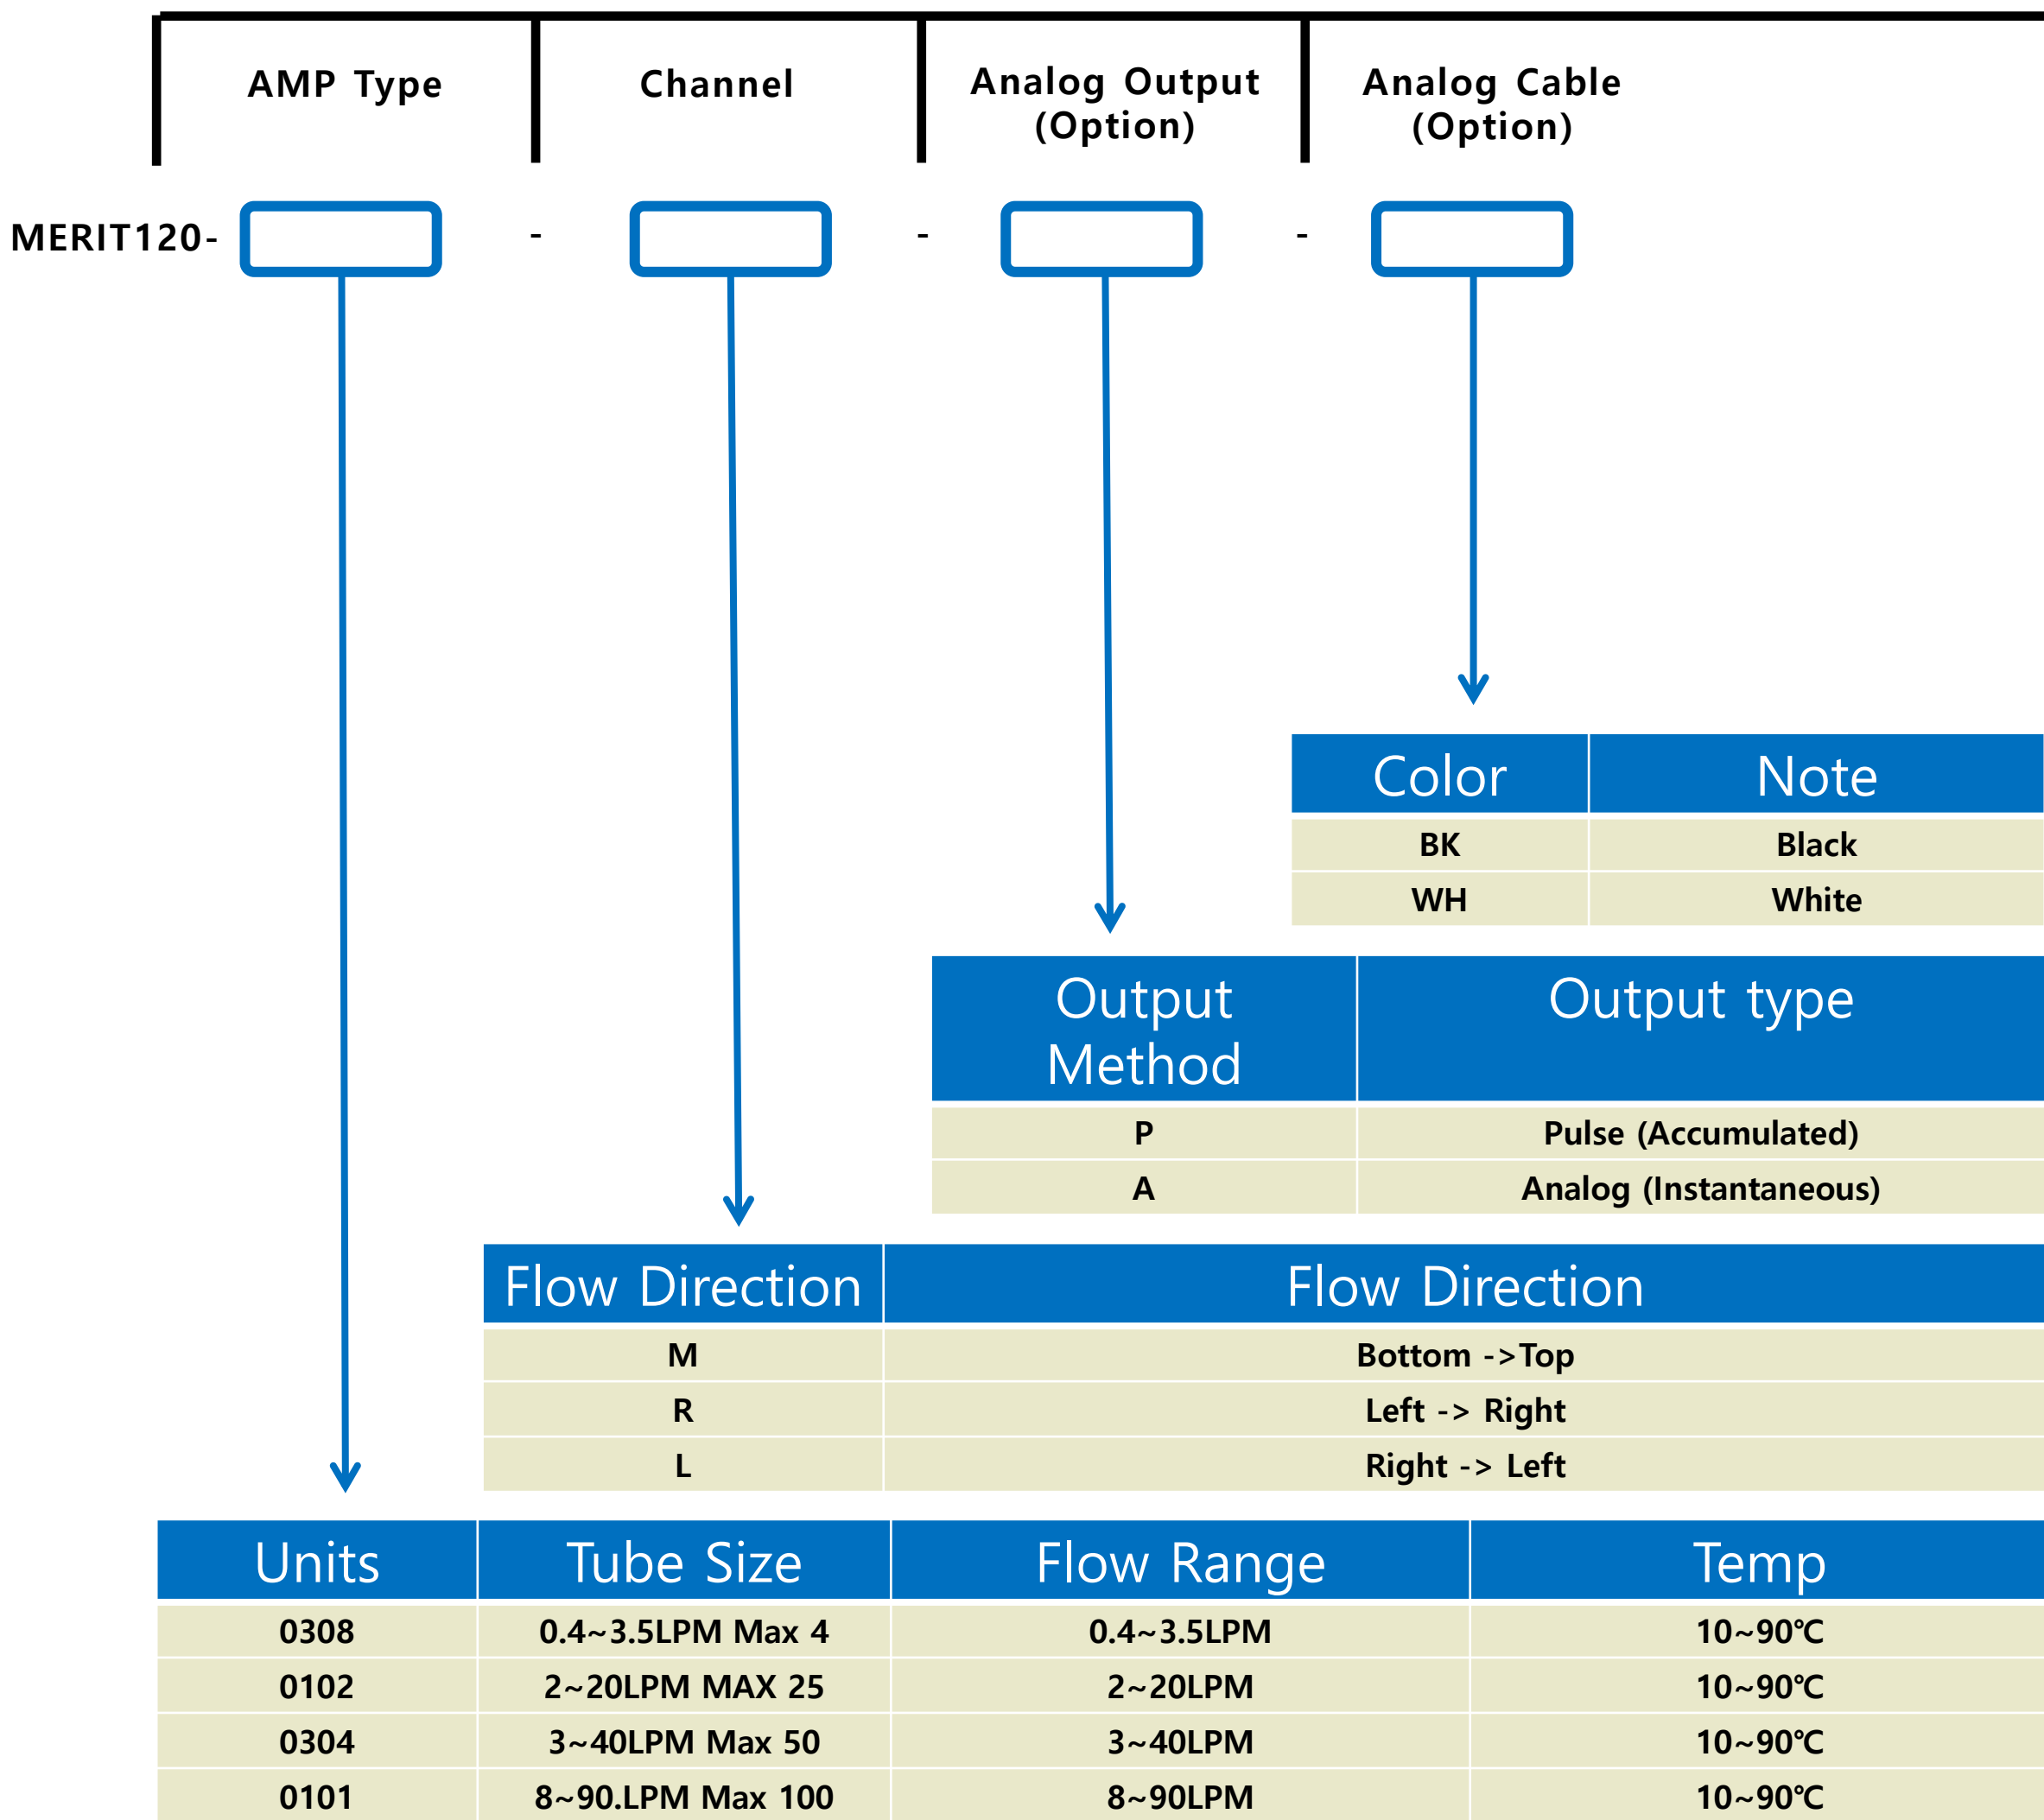 AMP Type Channel Analog Output Analog Cable
(Option) (Option)
MERIT120- - - -
Color Note
BK Black
WH White
Output Output type
Method
P Pulse (Accumulated)
A Analog (Instantaneous)
Flow Direction Flow Direction
M Bottom ->Top
R Left -> Right
L Right -> Left
Units Tube Size Flow Range Temp
0308 0.4~3.5LPM Max 4 0.4~3.5LPM 10~90℃
0102 2~20LPM MAX 25 2~20LPM 10~90℃
0304 3~40LPM Max 50 3~40LPM 10~90℃
0101 8~90.LPM Max 100 8~90LPM 10~90℃